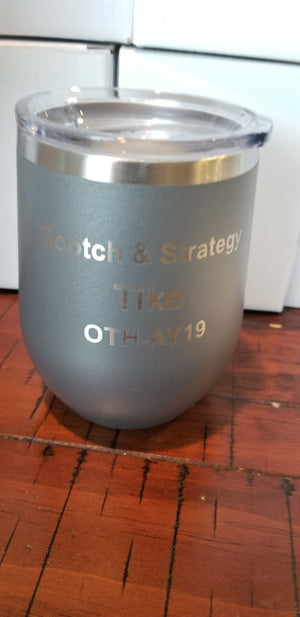 Scotch & Strategy
Tike
OTH-AY19